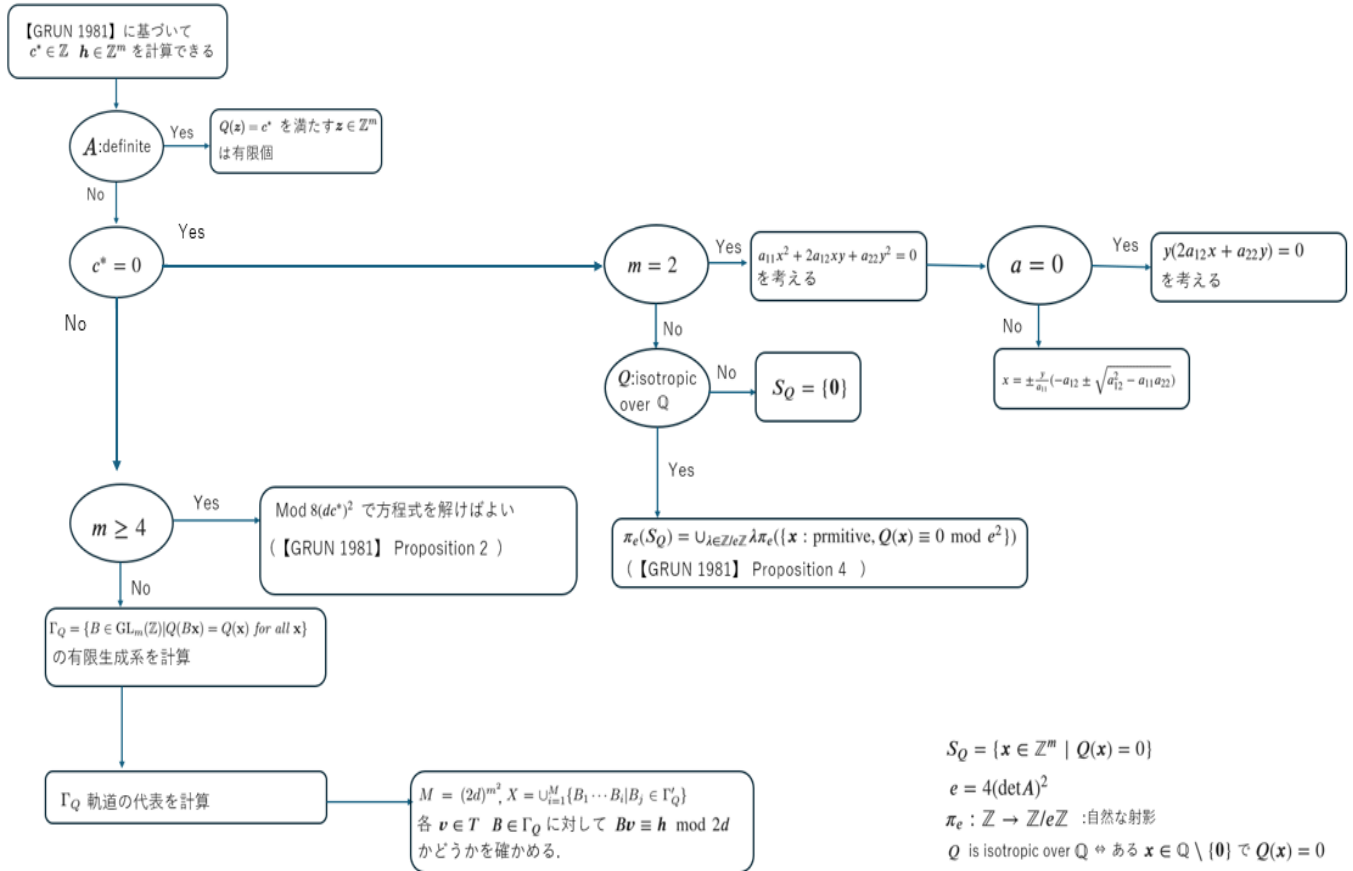 【GRUN 1981】に基づいて
c* ∈ ℤ h ∈ ℤ^m を計算できる
A:definite
Yes
Q(z) = c* を満たすz ∈ ℤ^m
は有限個
No
c* = 0
Yes
m = 2
Yes
a₁₁x² + 2a₁₂xy + a₂₂y² = 0
を考える
a = 0
Yes
y(2a₁₂x + a₂₂y) = 0
を考える
No
No
No
x = ±\frac{y}{a₁₁}(-a₁₂ ± \sqrt{a₁₂² - a₁₁a₂₂})
Q:isotropic
over ℚ
No
S_Q = {0}
Yes
m ≥ 4
Yes
Mod 8(dc*)² で方程式を解けばよい
(【GRUN 1981】 Proposition 2 )
π_e(S_Q) = ∪_{λ∈ℤ/eℤ} λπ_e({x : prmitive, Q(x) ≡ 0 mod e²})
(【GRUN 1981】 Proposition 4 )
No
Γ_Q = {B ∈ GL_m(ℤ)|Q(Bx) = Q(x) for all x}
の有限生成系を計算
Γ_Q 軌道の代表を計算
M = (2d)^{m²}, X = ∪_{i=1}^{M}{B₁ ⋯ B_i|B_j ∈ Γ'_Q}
各 v ∈ T B ∈ Γ_Q に対して Bv ≡ h mod 2d
かどうかを確かめる.
S_Q = {x ∈ ℤ^m | Q(x) = 0}
e = 4(detA)²
π_e : ℤ → ℤ/eℤ :自然な射影
Q is isotropic over ℚ ⇔ ある x ∈ ℚ \ {0} で Q(x) = 0